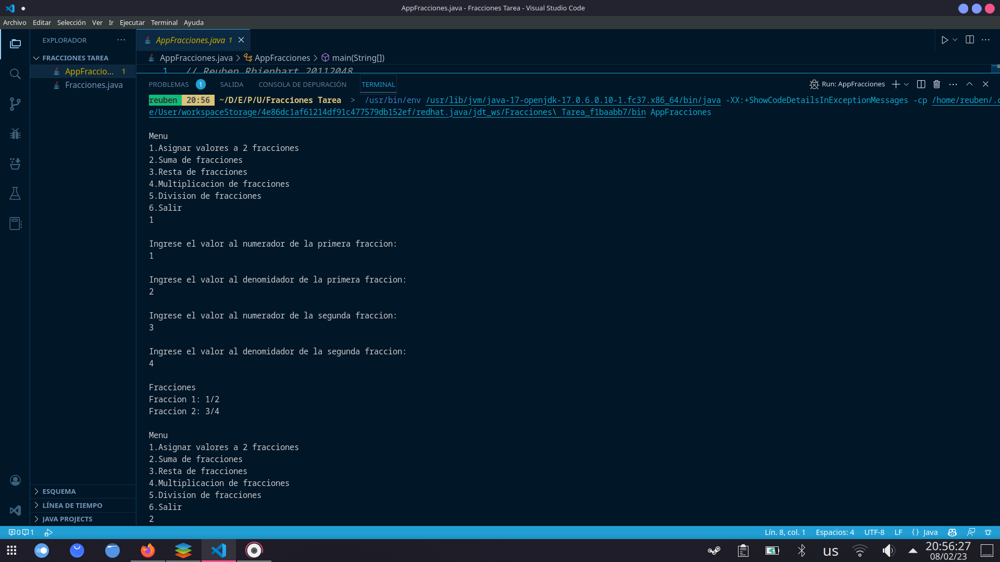 AppFracciones.java - Fracciones Tarea - Visual Studio Code
Archivo Editar Selección Ver Ir Ejecutar Terminal Ayuda
EXPLORADOR
FRACCIONES TAREA
AppFraccio... 1
Fracciones.java
ESQUEMA
LÍNEA DE TIEMPO
JAVA PROJECTS
AppFracciones.java 1
AppFracciones.java > AppFracciones > main(String[])
1 // Reuben Rhienhart 20112048
PROBLEMAS 1 SALIDA CONSOLA DE DEPURACIÓN TERMINAL Run: AppFracciones
reuben 20:56 ~/D/E/P/U/Fracciones Tarea > /usr/bin/env /usr/lib/jvm/java-17-openjdk-17.0.6.0.10-1.fc37.x86_64/bin/java -XX:+ShowCodeDetailsInExceptionMessages -cp /home/reuben/.c
e/User/workspaceStorage/4e86dc1af61214df91c477579db152ef/redhat.java/jdt_ws/Fracciones\ Tarea_f1baabb7/bin AppFracciones
Menu
1.Asignar valores a 2 fracciones
2.Suma de fracciones
3.Resta de fracciones
4.Multiplicacion de fracciones
5.Division de fracciones
6.Salir
1
Ingrese el valor al numerador de la primera fraccion:
1
Ingrese el valor al denomidador de la primera fraccion:
2
Ingrese el valor al numerador de la segunda fraccion:
3
Ingrese el valor al denomidador de la segunda fraccion:
4
Fracciones
Fraccion 1: 1/2
Fraccion 2: 3/4
Menu
1.Asignar valores a 2 fracciones
2.Suma de fracciones
3.Resta de fracciones
4.Multiplicacion de fracciones
5.Division de fracciones
6.Salir
2
0 1
Lín. 8, col. 1 Espacios: 4 UTF-8 LF { } Java
us
20:56:27
08/02/23